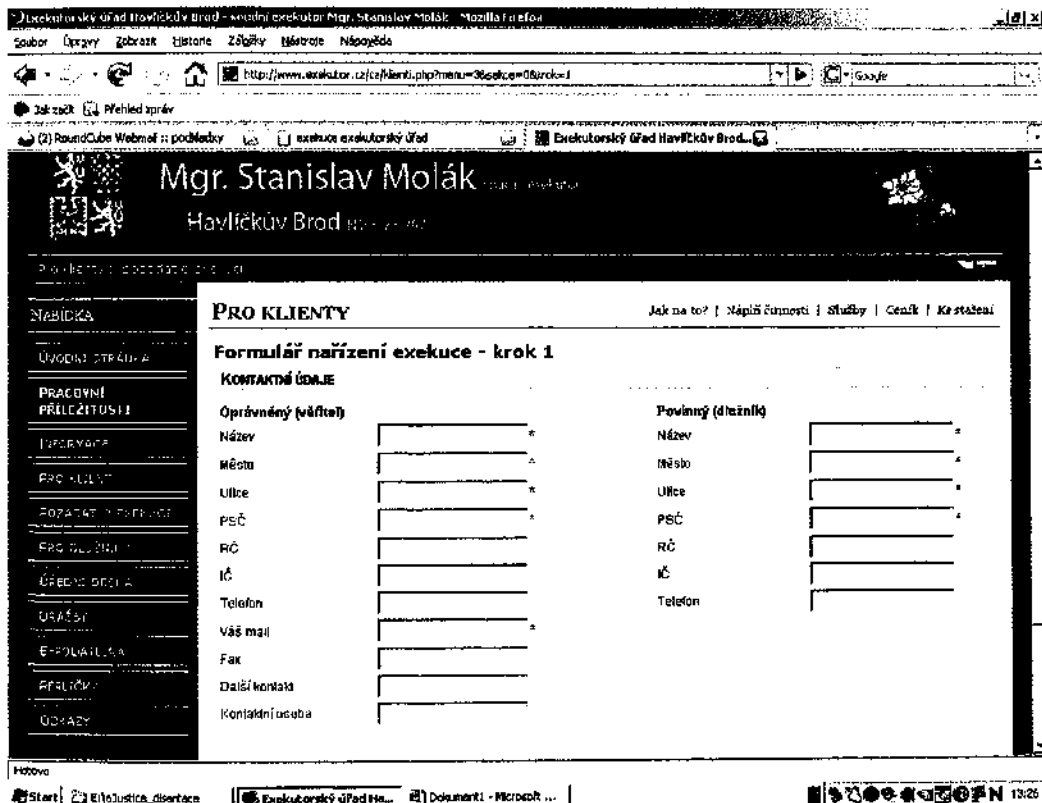 Exekutorský úřad Havlíčkův Brod - soudní exekutor Mgr. Stanislav Molák - Mozilla Firefox
Soubor Úpravy Zobrazit Historie Záložky Nástroje Nápověda
http://www.exekutor.cz/cz/klienti.php?menu=3&sekce=0&krok=1 Google
Jak začít Přehled zpráv
(2) RoundCube Webmail :: podklady exekuce exekutorský úřad Exekutorský úřad Havlíčkův Brod...
Mgr. Stanislav Molák
Havlíčkův Brod
NABÍDKA
PRO KLIENTY Jak na to? | Náplň činnosti | Služby | Ceník | Ke stažení
ÚVODNÍ STRÁNKA
Formulář nařízení exekuce - krok 1
KONTAKTNÍ ÚDAJE
PRACOVNÍ
PŘÍLEŽITOSTI
Oprávněný (věřitel) Povinný (dlužník)
Název * Název *
INFORMACE
Město * Město *
PRO KLIENTY
Ulice * Ulice *
PSČ * PSČ *
RČ RČ
ÚŘEDNÍ DESKA
IČ IČ
Telefon Telefon
DRAŽBY
Váš mail *
Fax
Další kontakt
Kontaktní osoba
ODKAZY
Hotovo
Start EProJustice_disertace Exekutorský úřad Ha... Dokument1 - Microsoft ... 13:26